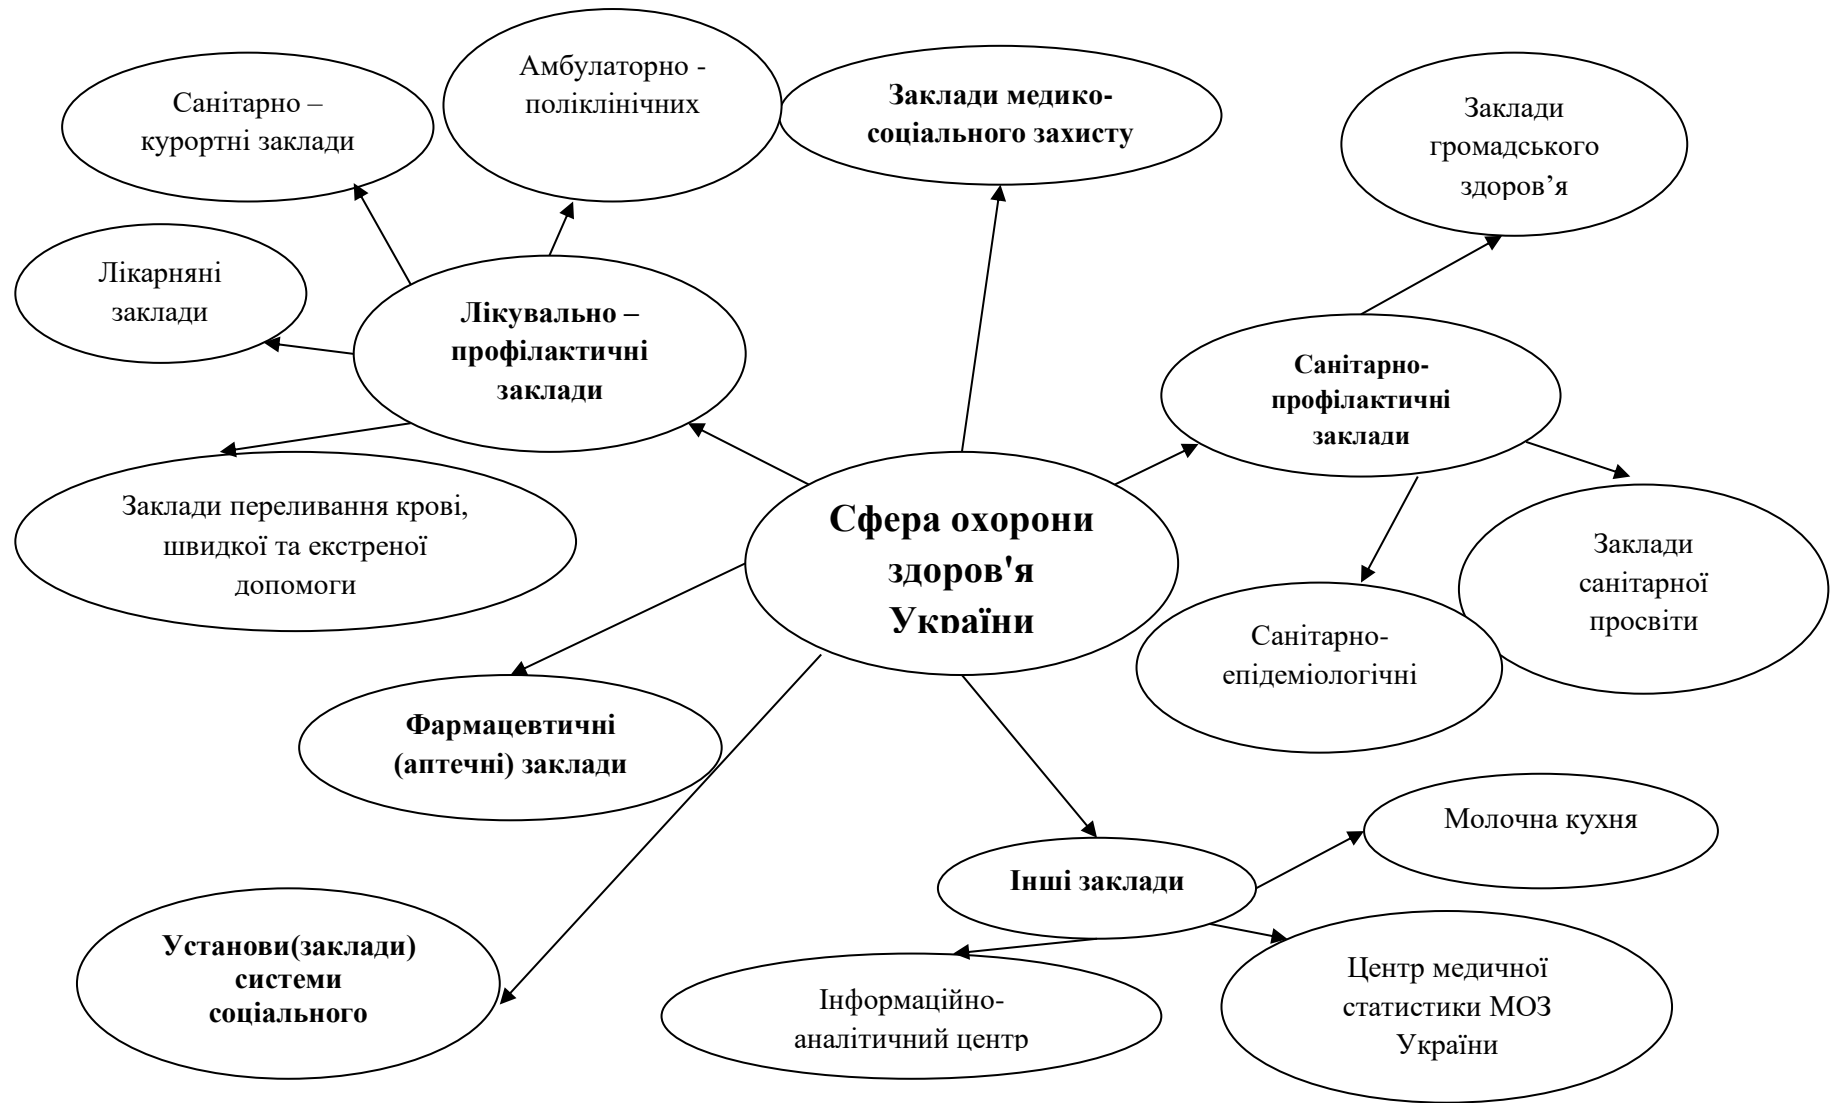 Амбулаторно -
поліклінічних
Санітарно –
курортні заклади
Заклади медико-
соціального захисту
Заклади
громадського
здоров’я
Лікарняні
заклади
Лікувально –
профілактичні
заклади
Санітарно-
профілактичні
заклади
Заклади переливання крові,
швидкої та екстреної
допомоги
Сфера охорони
здоров'я
України
Заклади
санітарної
просвіти
Санітарно-
епідеміологічні
Фармацевтичні
(аптечні) заклади
Молочна кухня
Інші заклади
Установи(заклади)
системи
соціального
Інформаційно-
аналітичний центр
Центр медичної
статистики МОЗ
України